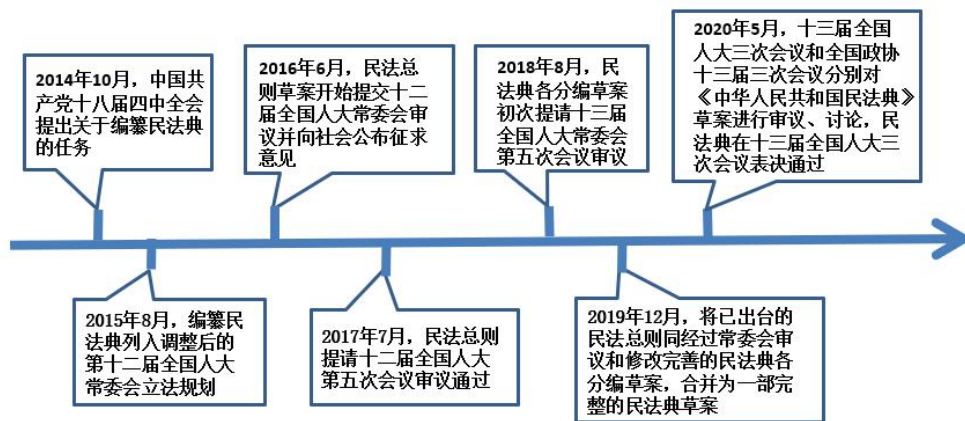 2014年10月，中国共
产党十八届四中全会
提出关于编纂民法典
的任务
2016年6月，民法总
则草案开始提交十二
届全国人大常委会审
议并向社会公布征求
意见
2018年8月，民
法典各分编草案
初次提请十三届
全国人大常委会
第五次会议审议
2020年5月，十三届全国
人大三次会议和全国政协
十三届三次会议分别对
《中华人民共和国民法典》
草案进行审议、讨论，民
法典在十三届全国人大三
次会议表决通过
2015年8月，编纂民
法典列入调整后的
第十二届全国人大
常委会立法规划
2017年7月，民法总则
提请十二届全国人大
第五次会议审议通过
2019年12月，将已出台的
民法总则同经过常委会审
议和修改完善的民法典各
分编草案，合并为一部完
整的民法典草案